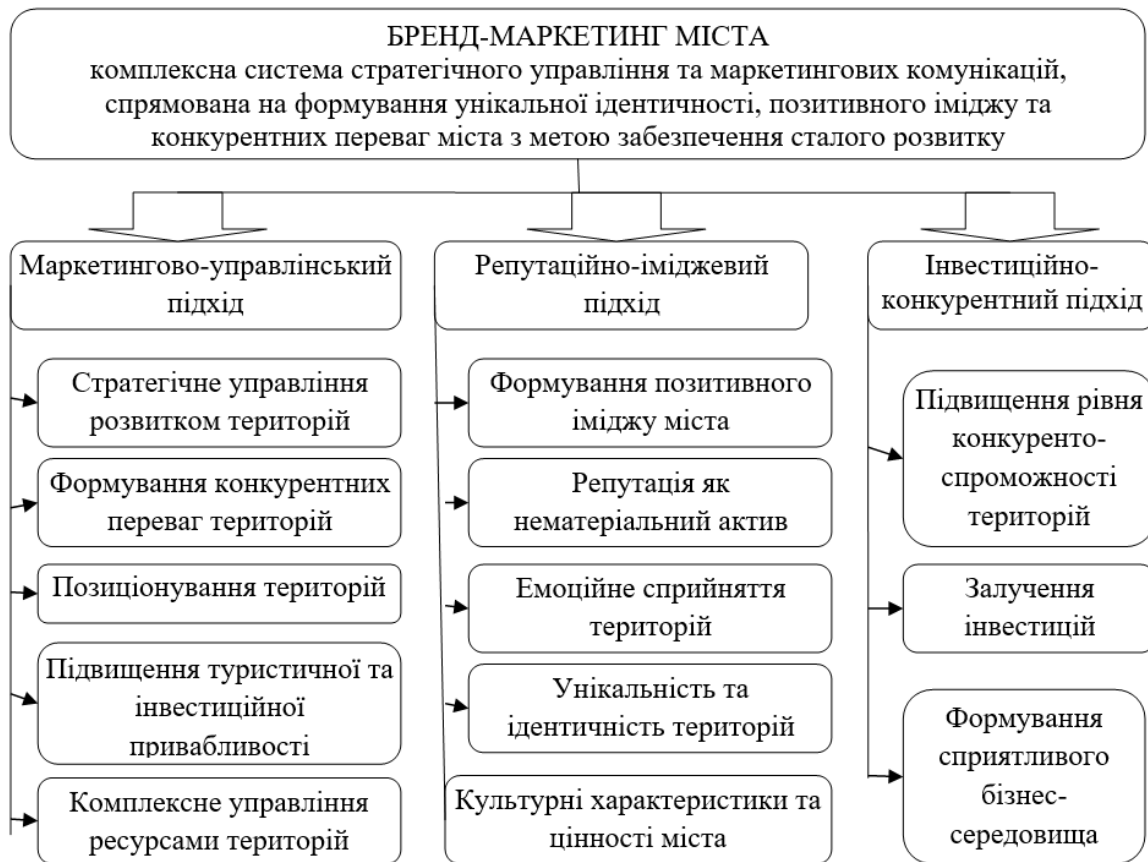 БРЕНД-МАРКЕТИНГ МІСТА
комплексна система стратегічного управління та маркетингових комунікацій,
спрямована на формування унікальної ідентичності, позитивного іміджу та
конкурентних переваг міста з метою забезпечення сталого розвитку
Маркетингово-управлінський
підхід
Стратегічне управління
розвитком територій
Формування конкурентних
переваг територій
Позиціонування територій
Підвищення туристичної та
інвестиційної
привабливості
Комплексне управління
ресурсами територій
Репутаційно-іміджевий
підхід
Формування позитивного
іміджу міста
Репутація як
нематеріальний актив
Емоційне сприйняття
територій
Унікальність та
ідентичність територій
Культурні характеристики та
цінності міста
Інвестиційно-
конкурентний підхід
Підвищення рівня
конкуренто-
спроможності
територій
Залучення
інвестицій
Формування
сприятливого
бізнес-
середовища